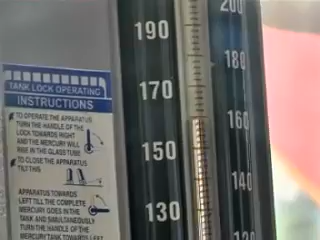 200
190
180
170
160
150
140
130
120
TANK LOCK OPERATING
INSTRUCTIONS
TO OPERATE THE APPARATUS
TURN THE HANDLE OF THE
LOCK TOWARDS RIGHT
AND THE MERCURY WILL
RISE IN THE GLASS TUBE
TO CLOSE THE APPARATUS
TILT THIS
APPARATUS TOWARDS
LEFT TILL THE COMPLETE
MERCURY GOES IN THE
TANK AND SIMULTANEOUSLY
TURN THE HANDLE OF THE
MERCURY TANK TOWARDS